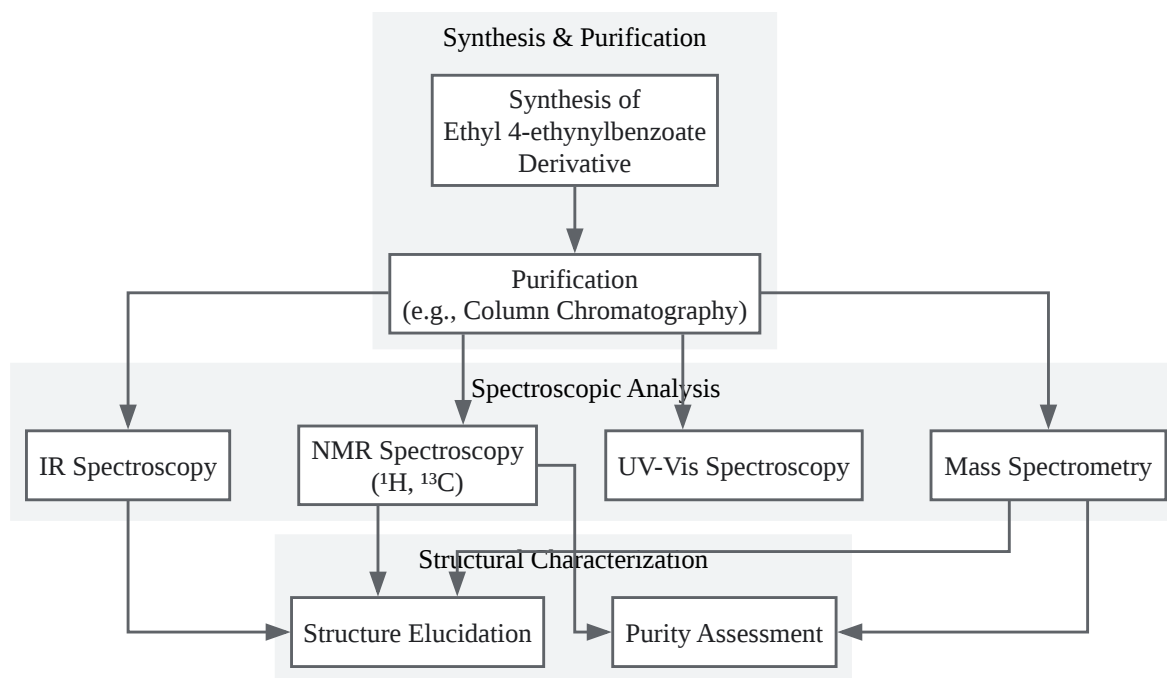 Synthesis & Purification
Synthesis of
Ethyl 4-ethynylbenzoate
Derivative
Purification
(e.g., Column Chromatography)
Spectroscopic Analysis
IR Spectroscopy
NMR Spectroscopy
(¹H, ¹³C)
UV-Vis Spectroscopy
Mass Spectrometry
Structural Characterization
Structure Elucidation
Purity Assessment